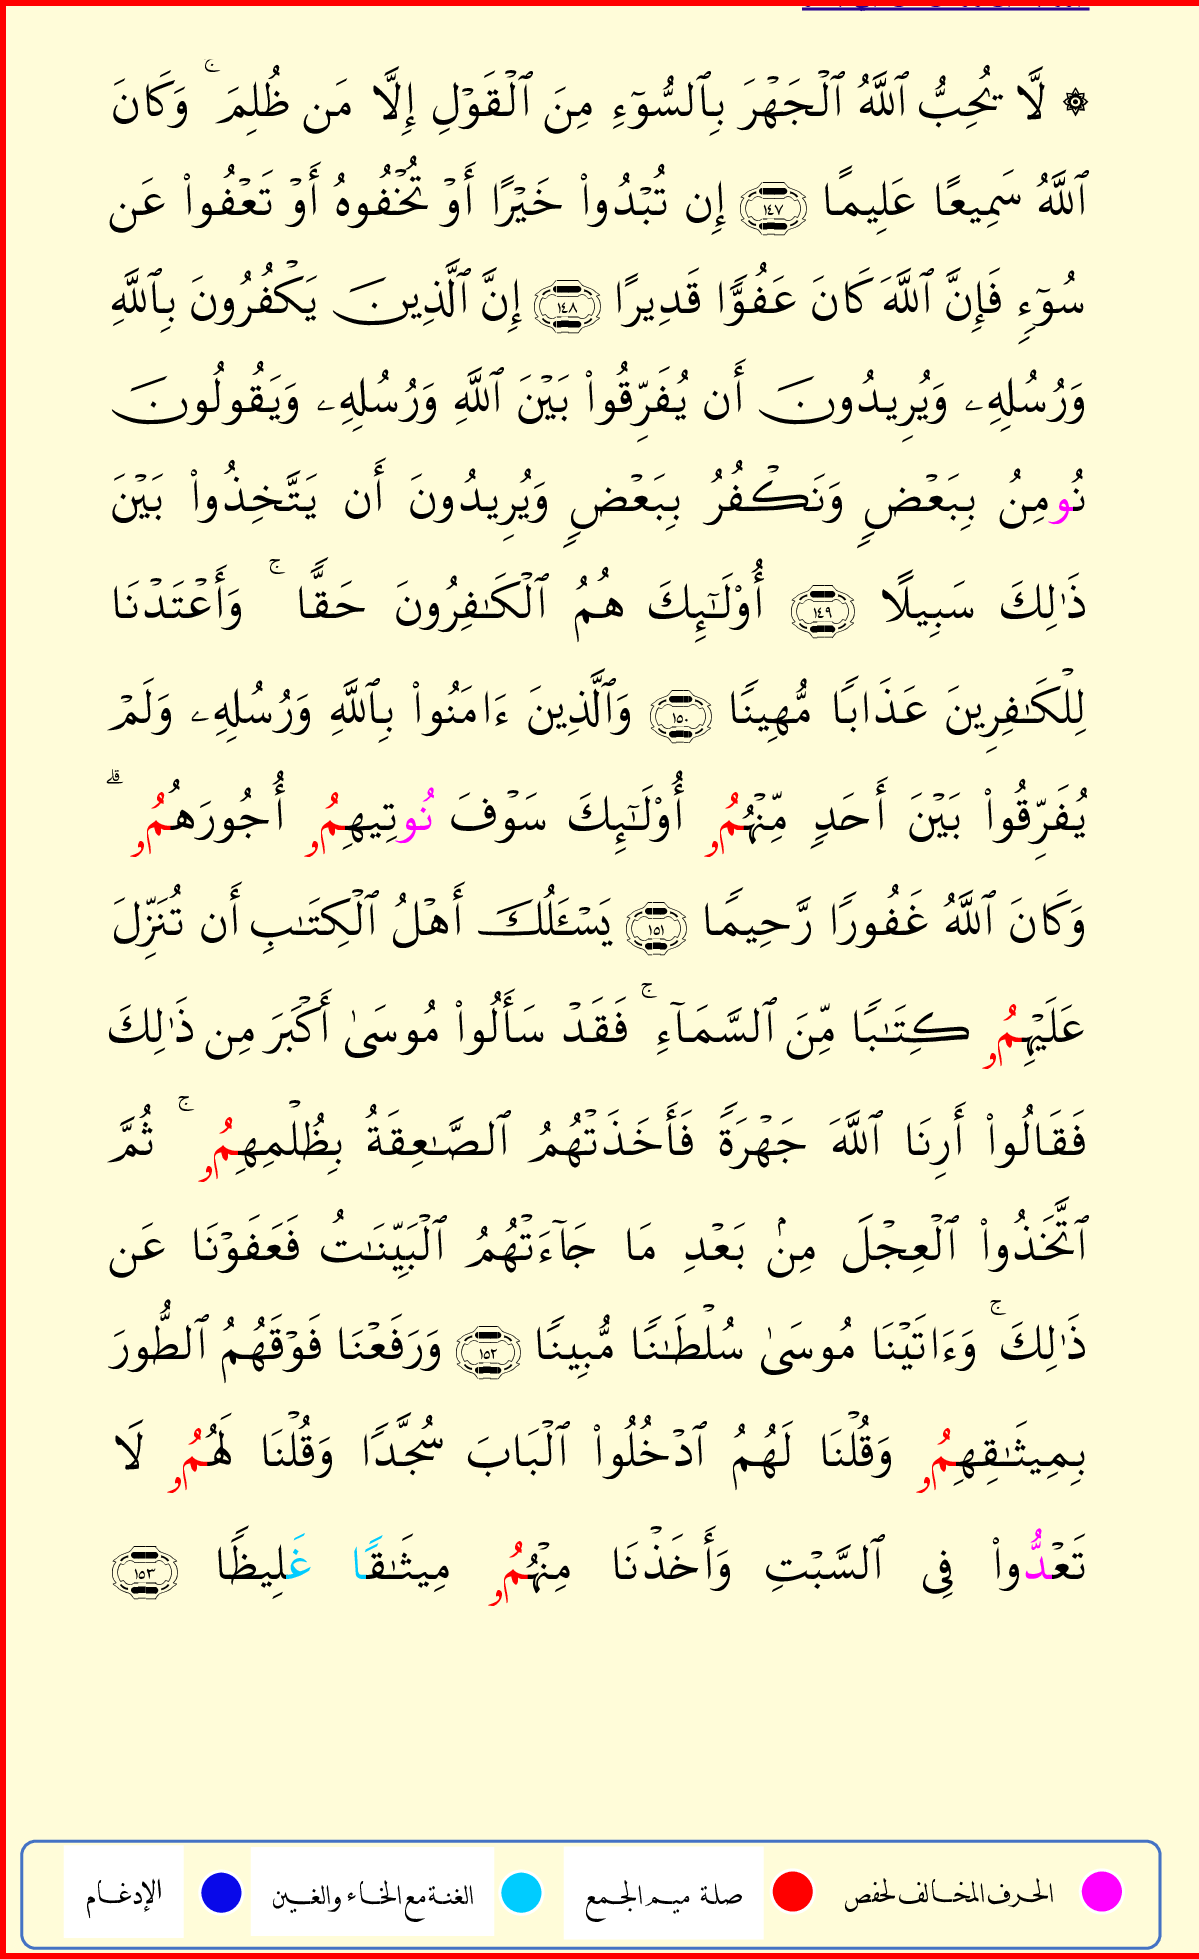 ۞ لَّا يُحِبُّ ٱللَّهُ ٱلْجَهْرَ بِٱلسُّوٓءِ مِنَ ٱلْقَوْلِ إِلَّا مَن ظُلِمَ ۚ وَكَانَ
ٱللَّهُ سَمِيعًا عَلِيمًا ١٤٧ إِن تُبْدُوا۟ خَيْرًا أَوْ تُخْفُوهُ أَوْ تَعْفُوا۟ عَن
سُوٓءٍ فَإِنَّ ٱللَّهَ كَانَ عَفُوًّا قَدِيرًا ١٤٨ إِنَّ ٱلَّذِينَ يَكْفُرُونَ بِٱللَّهِ
وَرُسُلِهِۦ وَيُرِيدُونَ أَن يُفَرِّقُوا۟ بَيْنَ ٱللَّهِ وَرُسُلِهِۦ وَيَقُولُونَ
نُومِنُ بِبَعْضٍ وَنَكْفُرُ بِبَعْضٍ وَيُرِيدُونَ أَن يَتَّخِذُوا۟ بَيْنَ
ذَٰلِكَ سَبِيلًا ١٤٩ أُو۟لَـٰٓئِكَ هُمُ ٱلْكَـٰفِرُونَ حَقًّا ۚ وَأَعْتَدْنَا
لِلْكَـٰفِرِينَ عَذَابًا مُّهِينًا ١٥٠ وَٱلَّذِينَ ءَامَنُوا۟ بِٱللَّهِ وَرُسُلِهِۦ وَلَمْ
يُفَرِّقُوا۟ بَيْنَ أَحَدٍ مِّنْهُمُۥ أُو۟لَـٰٓئِكَ سَوْفَ نُوتِيهِمُۥ أُجُورَهُمُۥ ۗ
وَكَانَ ٱللَّهُ غَفُورًا رَّحِيمًا ١٥١ يَسْـَٔلُكَ أَهْلُ ٱلْكِتَـٰبِ أَن تُنَزِّلَ
عَلَيْهِمُۥ كِتَـٰبًا مِّنَ ٱلسَّمَآءِ ۚ فَقَدْ سَأَلُوا۟ مُوسَىٰ أَكْبَرَ مِن ذَٰلِكَ
فَقَالُوا۟ أَرِنَا ٱللَّهَ جَهْرَةً فَأَخَذَتْهُمُ ٱلصَّـٰعِقَةُ بِظُلْمِهِمُۥ ۚ ثُمَّ
ٱتَّخَذُوا۟ ٱلْعِجْلَ مِنۢ بَعْدِ مَا جَآءَتْهُمُ ٱلْبَيِّنَـٰتُ فَعَفَوْنَا عَن
ذَٰلِكَ ۚ وَءَاتَيْنَا مُوسَىٰ سُلْطَـٰنًا مُّبِينًا ١٥٢ وَرَفَعْنَا فَوْقَهُمُ ٱلطُّورَ
بِمِيثَـٰقِهِمُۥ وَقُلْنَا لَهُمُ ٱدْخُلُوا۟ ٱلْبَابَ سُجَّدًا وَقُلْنَا لَهُمُۥ لَا
تَعْدُّوا۟ فِى ٱلسَّبْتِ وَأَخَذْنَا مِنْهُمُۥ مِيثَـٰقًا غَلِيظًا ١٥٣
الحرف المخالف لحفص صلة ميم الجمع الغنة مع الخاء والغين الإدغام